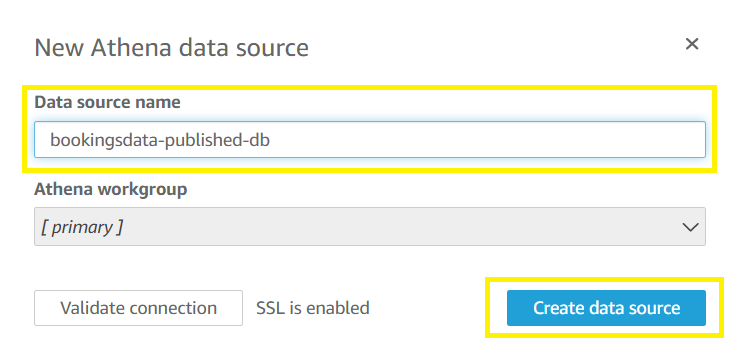 New Athena data source
Data source name
bookingsdata-published-db
Athena workgroup
[ primary ]
Validate connection SSL is enabled Create data source